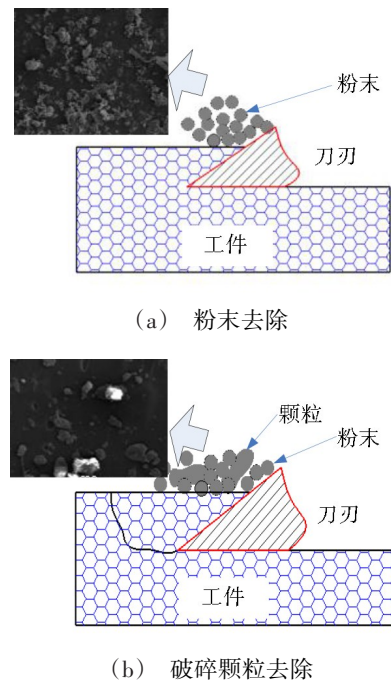 粉末
刀刃
工件
(a) 粉末去除
颗粒
粉末
刀刃
工件
(b) 破碎颗粒去除